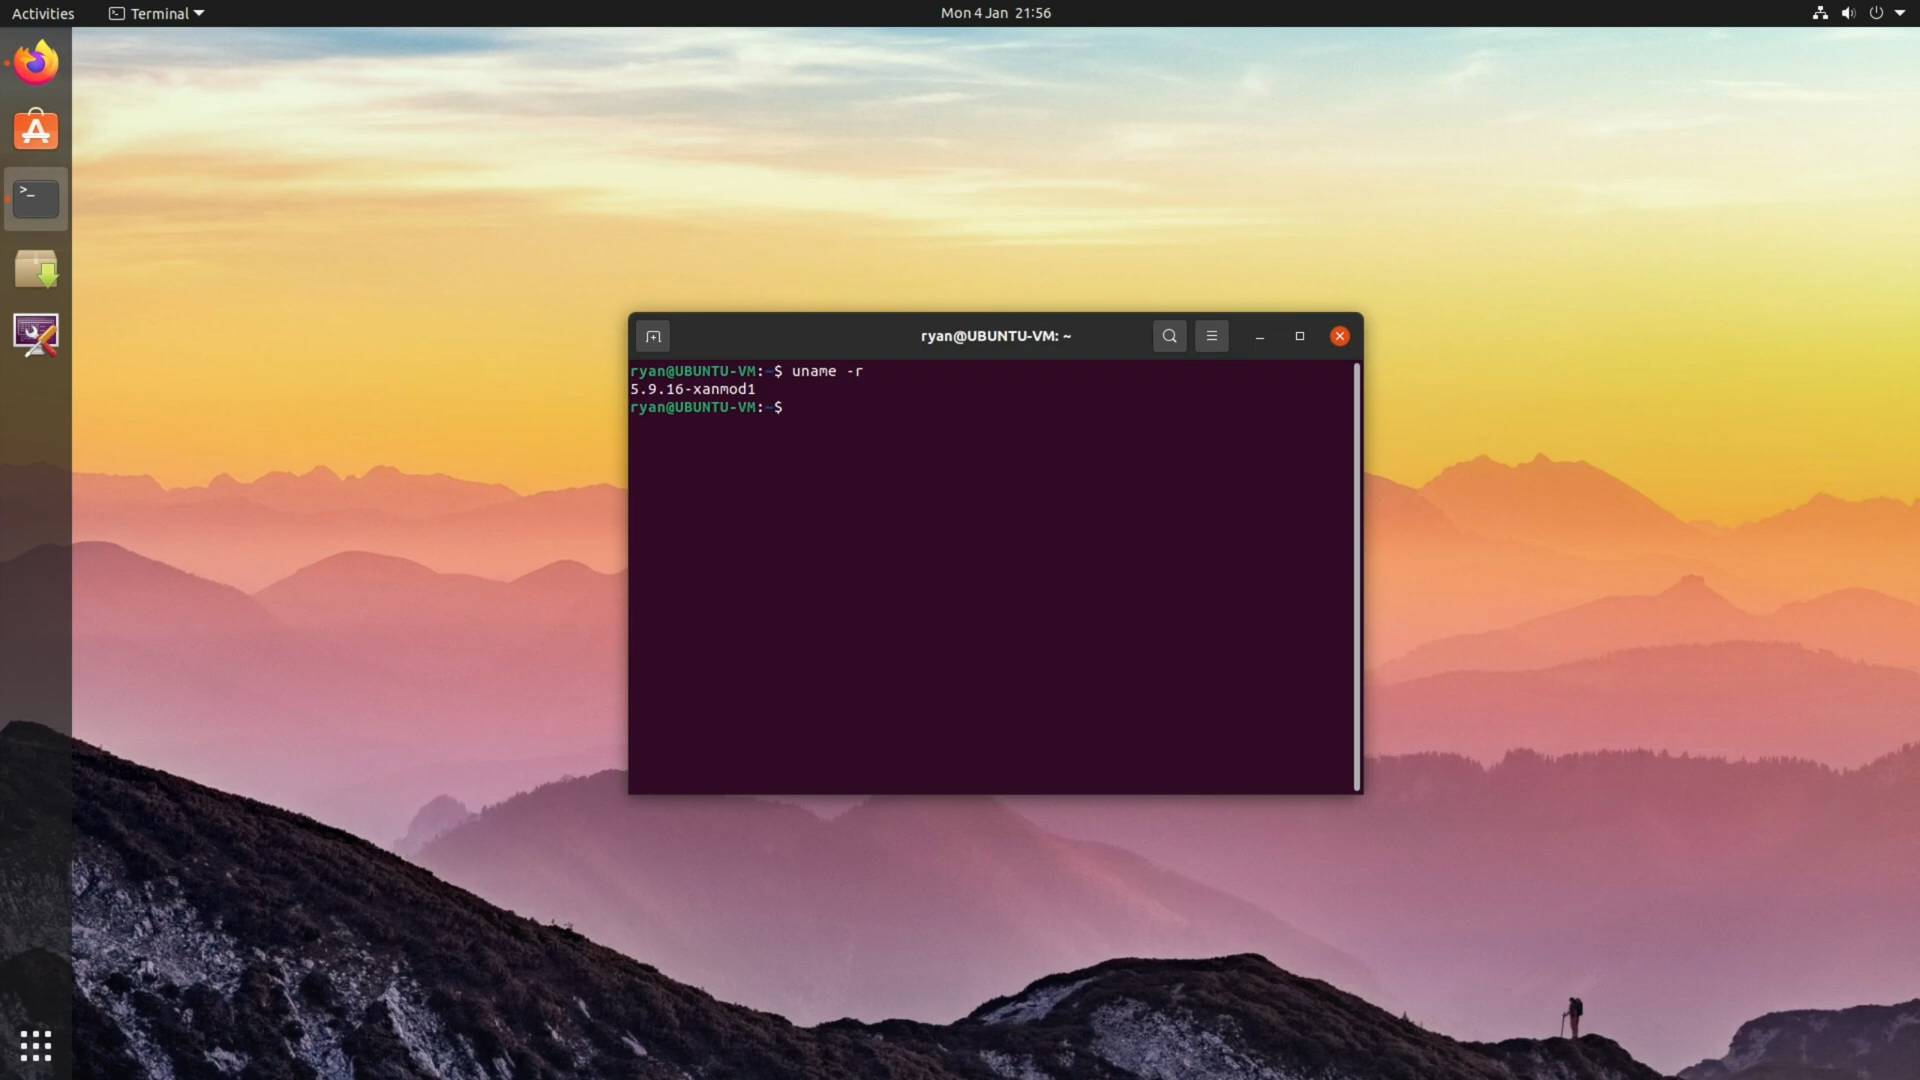 Activities
Terminal
Mon 4 Jan 21:56
ryan@UBUNTU-VM: ~
ryan@UBUNTU-VM:~$ uname -r
5.9.16-xanmod1
ryan@UBUNTU-VM:~$